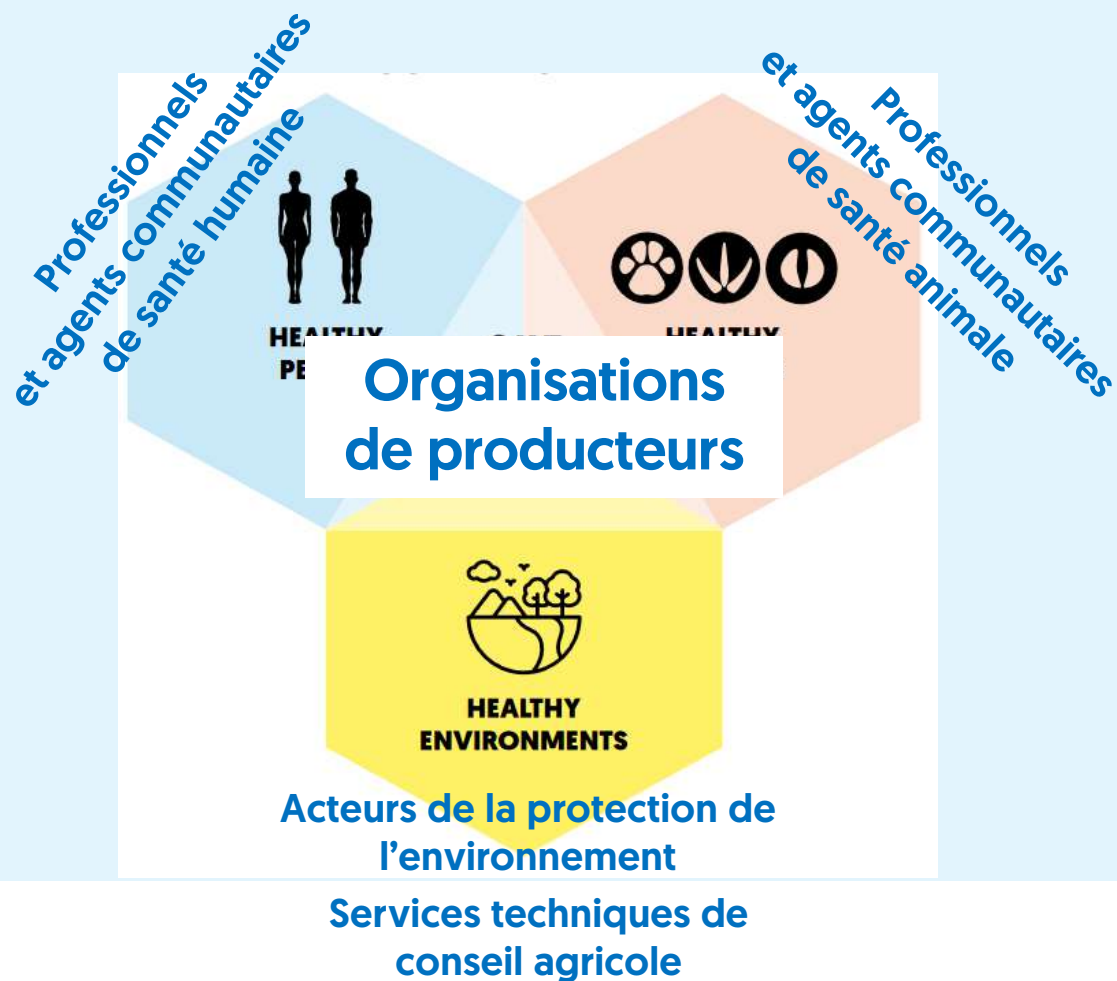 Professionnels
et agents communautaires
de santé humaine
Professionnels
et agents communautaires
de santé animale
HEALTHY
HEALTHY
Organisations
de producteurs
HEALTHY
ENVIRONMENTS
Acteurs de la protection de
l’environnement
Services techniques de
conseil agricole